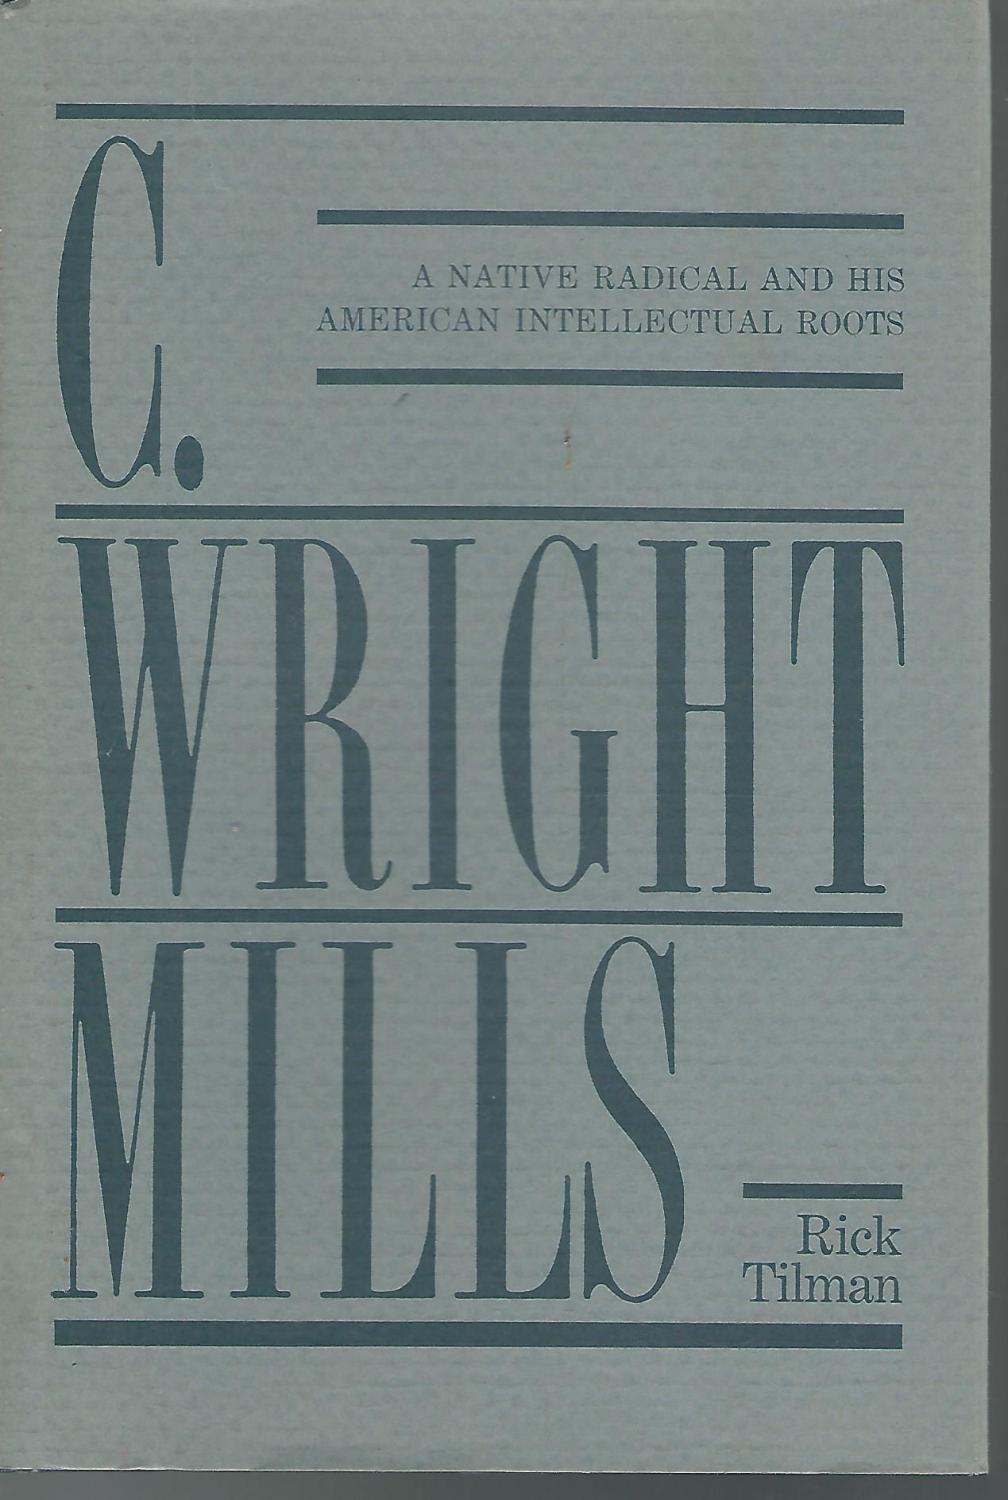 C.
A NATIVE RADICAL AND HIS
AMERICAN INTELLECTUAL ROOTS
WRIGHT
MILLS
Rick
Tilman